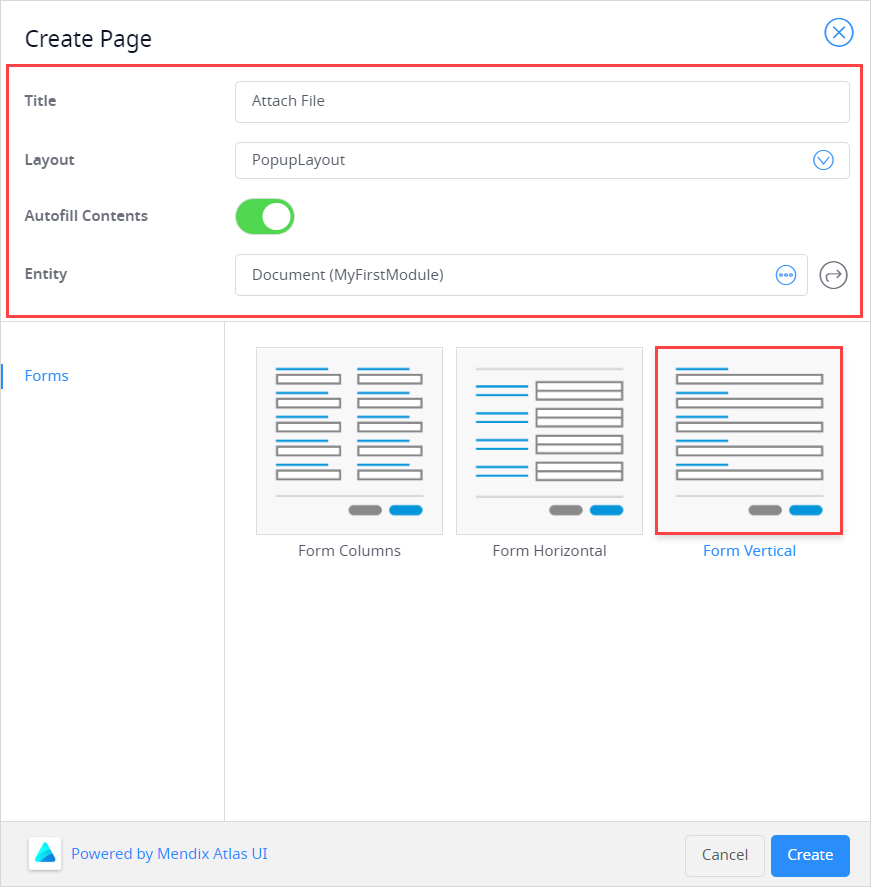 Create Page
Title
Attach File
Layout
PopupLayout
Autofill Contents
Entity
Document (MyFirstModule)
Forms
Form Columns
Form Horizontal
Form Vertical
Powered by Mendix Atlas UI
Cancel
Create